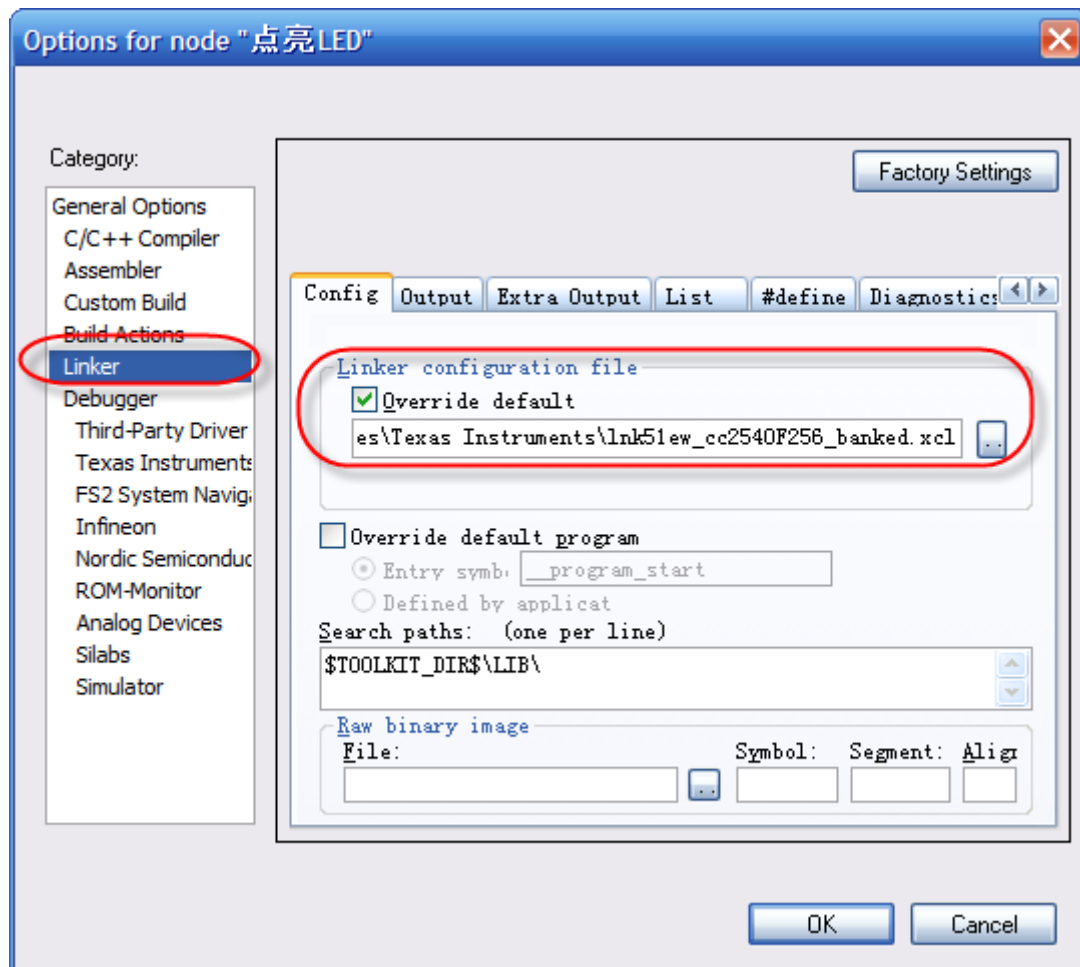 Options for node "点亮LED"
Category:
Factory Settings
General Options
C/C++ Compiler
Assembler
Custom Build
Build Actions
Linker
Debugger
Third-Party Driver
Texas Instruments
FS2 System Naviga
Infineon
Nordic Semiconduc
ROM-Monitor
Analog Devices
Silabs
Simulator
Config Output Extra Output List #define Diagnostics
Linker configuration file
Override default
es\Texas Instruments\lnk51ew_cc2540F256_banked.xcl
..
Override default program
Entry symb __program_start
Defined by applicat
Search paths: (one per line)
$TOOLKIT_DIR$\LIB\
Raw binary image
File: Symbol: Segment: Align
..
OK Cancel